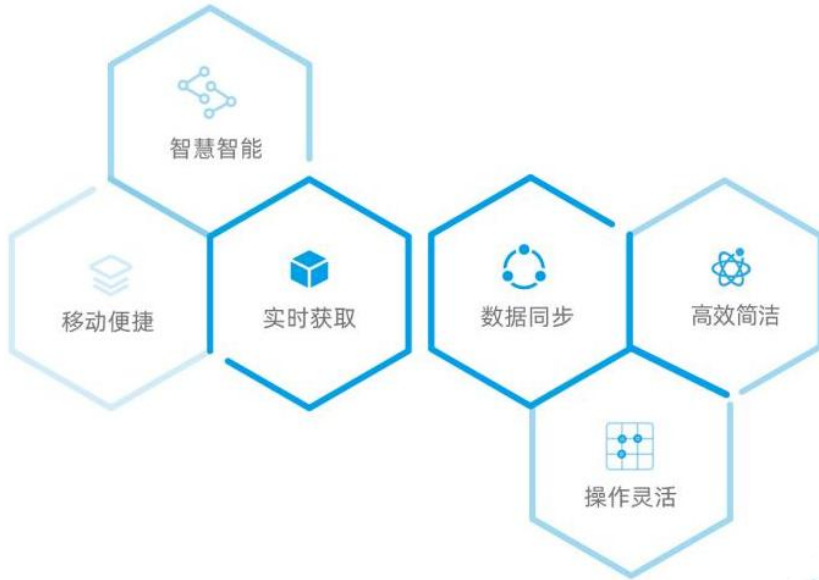 智慧智能
移动便捷
实时获取
数据同步
高效简洁
操作灵活